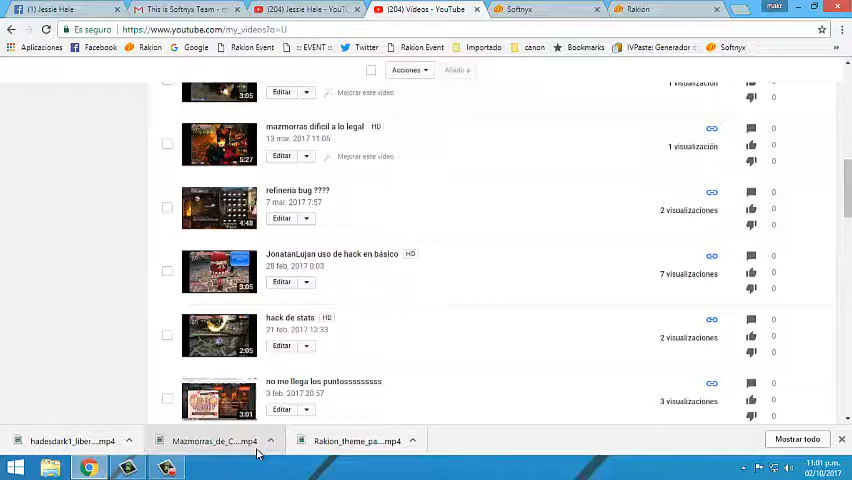 (1) Jessie Hale
This is Softnyx Team - m
(204) Jessie Hale - YouTu
(204) Vídeos - YouTube
Softnyx
Rakion
makr
Es seguro
https://www.youtube.com/my_videos?o=U
Aplicaciones
Facebook
Rakion
Google
Rakion Event
:: EVENT ::
Twitter
Rakion Event
Importado
canon
Bookmarks
IVPaste: Generador d
Softnyx
Acciones
Añadir a
3:05
Editar
Mejorar este vídeo
1 visualización
0
0
mazmorras dificil a lo legal HD
13 mar. 2017 11:06
5:27
Editar
Mejorar este vídeo
1 visualización
0
0
0
refineria bug ????
7 mar. 2017 7:57
4:48
Editar
2 visualizaciones
0
0
0
JonatanLujan uso de hack en básico HD
28 feb. 2017 0:03
3:05
Editar
7 visualizaciones
0
0
0
hack de stats HD
21 feb. 2017 13:33
2:05
Editar
2 visualizaciones
0
0
0
no me llega los puntosssssssss
3 feb. 2017 20:57
3:01
Editar
3 visualizaciones
0
0
0
hadesdark1_liber....mp4
Mazmorras_de_C....mp4
Rakion_theme_pa....mp4
Mostrar todo
11:01 p.m.
02/10/2017